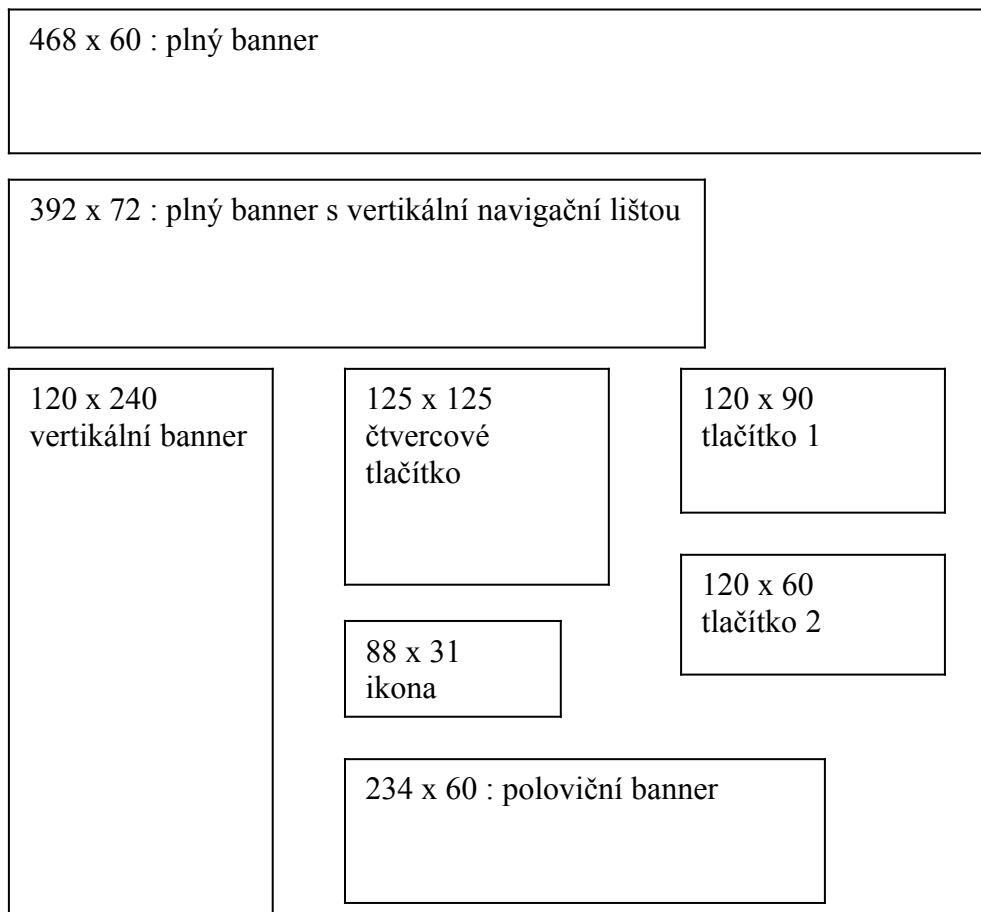 468 x 60 : plný banner
392 x 72 : plný banner s vertikální navigační lištou
120 x 240
vertikální banner
125 x 125
čtvercové
tlačítko
120 x 90
tlačítko 1
120 x 60
tlačítko 2
88 x 31
ikona
234 x 60 : poloviční banner